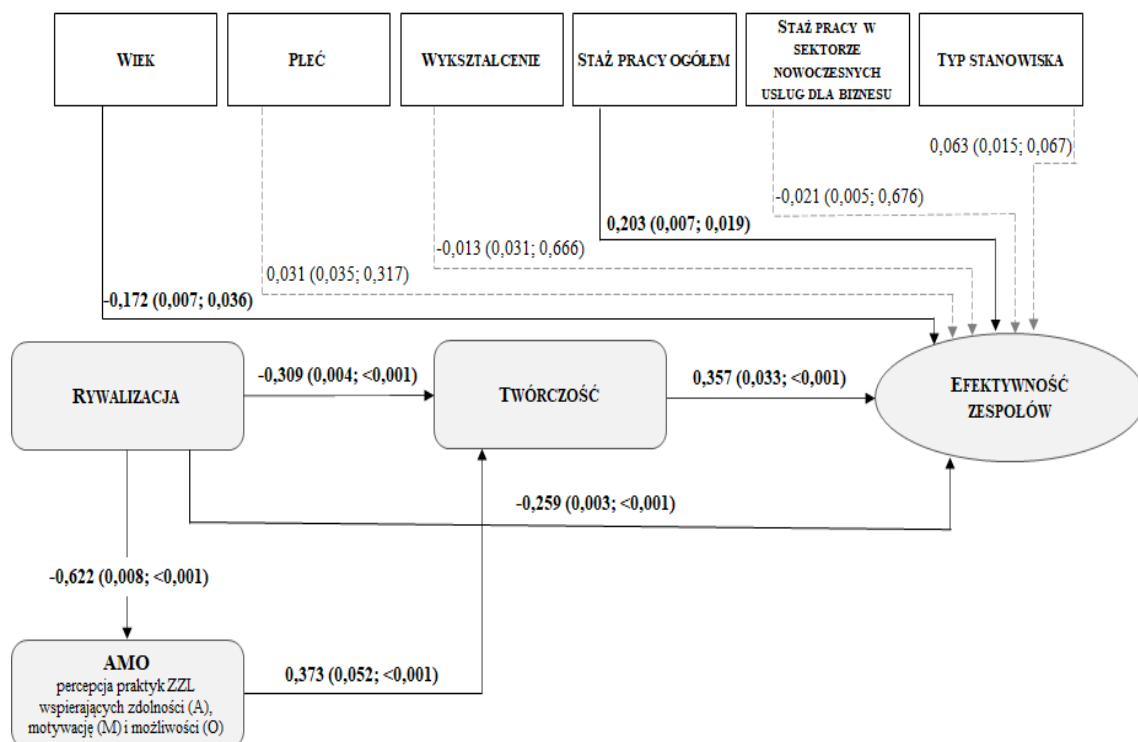 WIEK
PŁEĆ
WYKSZTAŁCENIE
STAŻ PRACY OGÓŁEM
STAŻ PRACY W
SEKTORZE
NOWOCZESNYCH
USŁUG DLA BIZNESU
TYP STANOWISKA
0,063 (0,015; 0,067)
-0,021 (0,005; 0,676)
0,203 (0,007; 0,019)
-0,013 (0,031; 0,666)
0,031 (0,035; 0,317)
-0,172 (0,007; 0,036)
RYWALIZACJA
-0,309 (0,004; <0,001)
TWÓRCZOŚĆ
0,357 (0,033; <0,001)
EFEKTYWNOŚĆ
ZESPOŁÓW
-0,259 (0,003; <0,001)
-0,622 (0,008; <0,001)
AMO
percepcja praktyk ZZL
wspierających zdolności (A),
motywację (M) i możliwości (O)
0,373 (0,052; <0,001)